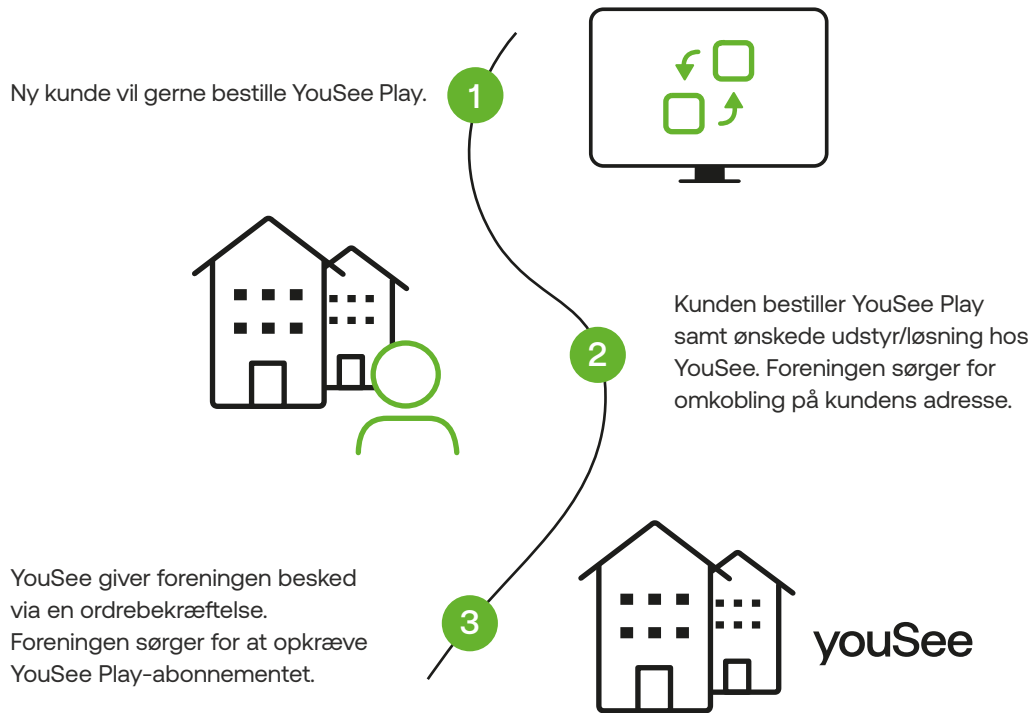 Ny kunde vil gerne bestille YouSee Play.
1
2
Kunden bestiller YouSee Play
samt ønskede udstyr/løsning hos
YouSee. Foreningen sørger for
omkobling på kundens adresse.
YouSee giver foreningen besked
via en ordrebekræftelse.
Foreningen sørger for at opkræve
YouSee Play-abonnementet.
3
youSee